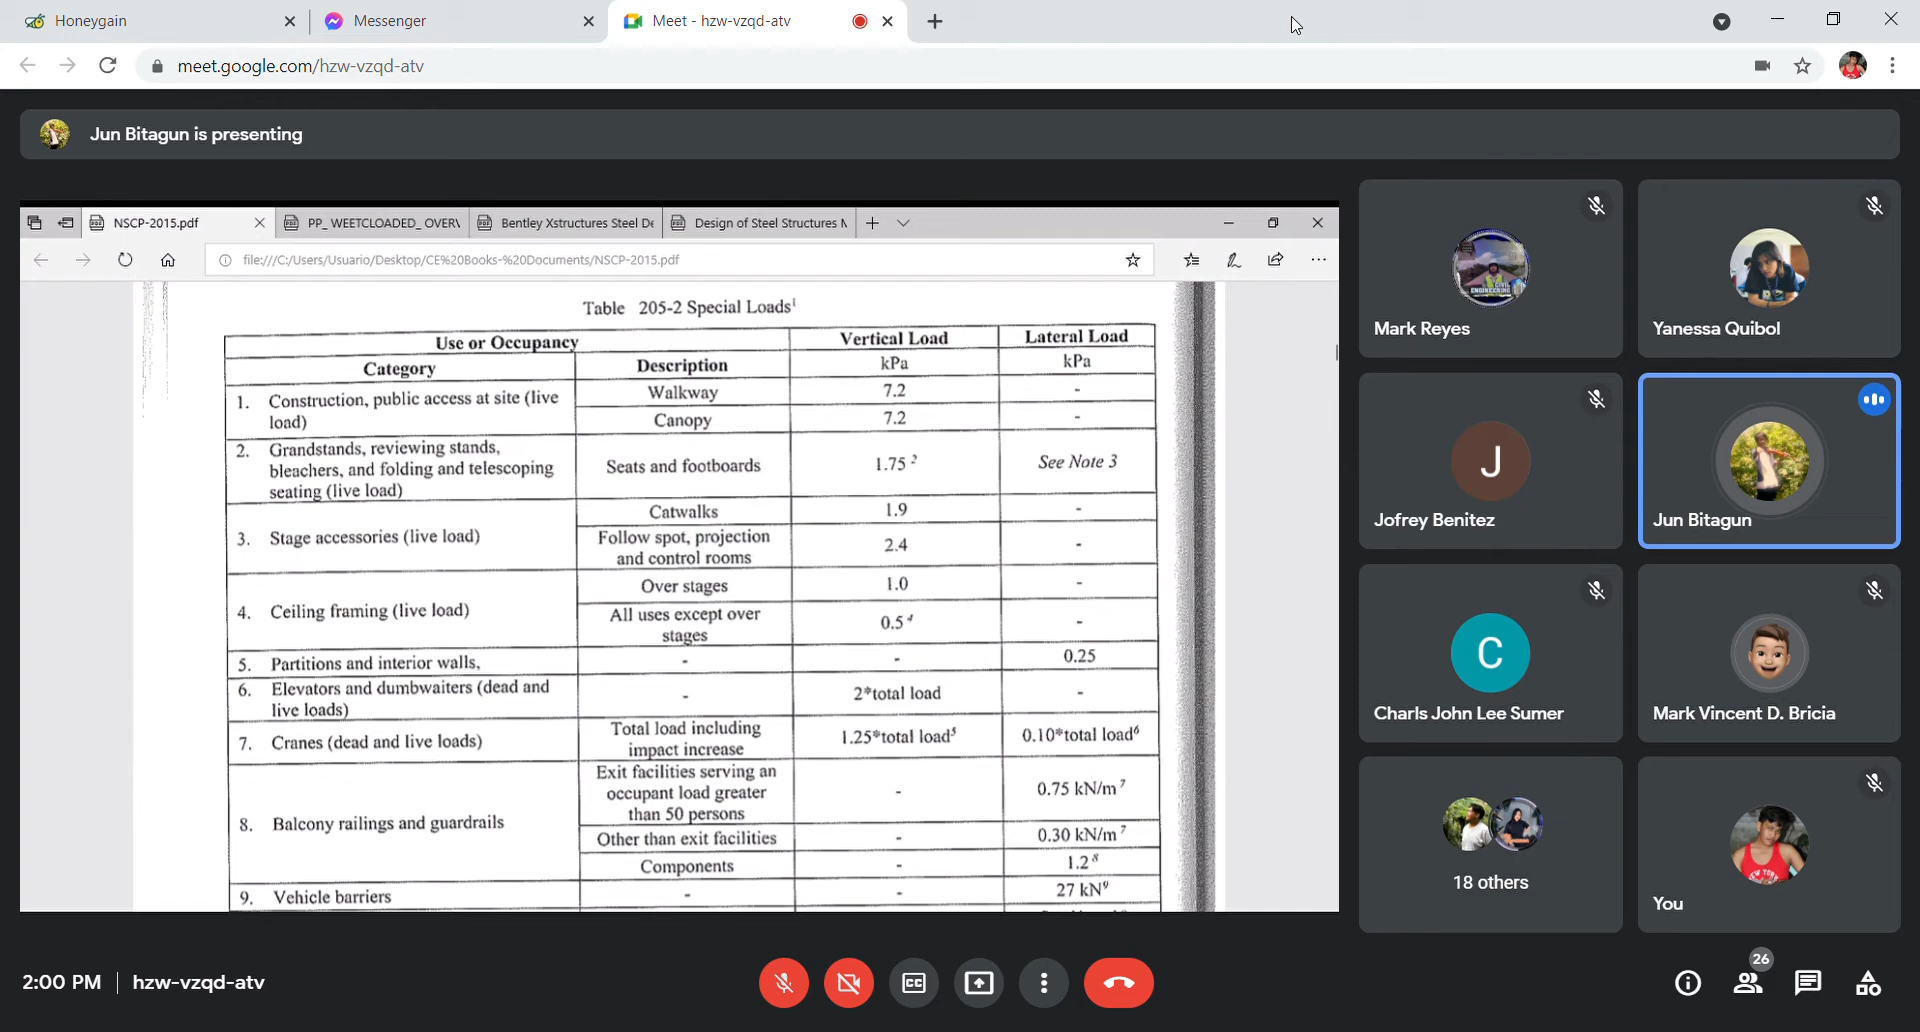 Honeygain
Messenger
Meet - hzw-vzqd-atv
meet.google.com/hzw-vzqd-atv
Jun Bitagun is presenting
NSCP-2015.pdf
PP_ WEETCLOADED_ OVERV
Bentley Xstructures Steel De
Design of Steel Structures M
file:///C:/Users/Usuario/Desktop/CE%20Books-%20Documents/NSCP-2015.pdf
Table 205-2 Special Loads¹
Use or Occupancy Vertical Load Lateral Load
Category Description kPa kPa
1. Construction, public access at site (live
load)
Walkway 7.2 -
Canopy 7.2 -
2. Grandstands, reviewing stands,
bleachers, and folding and telescoping
seating (live load)
Seats and footboards 1.75 ² See Note 3
3. Stage accessories (live load)
Catwalks 1.9 -
Follow spot, projection
and control rooms
2.4 -
4. Ceiling framing (live load)
Over stages 1.0 -
All uses except over
stages
0.5 ⁴ -
5. Partitions and interior walls, - - 0.25
6. Elevators and dumbwaiters (dead and
live loads)
- 2*total load -
7. Cranes (dead and live loads)
Total load including
impact increase
1.25*total load⁵ 0.10*total load⁶
8. Balcony railings and guardrails
Exit facilities serving an
occupant load greater
than 50 persons
- 0.75 kN/m ⁷
Other than exit facilities - 0.30 kN/m ⁷
Components - 1.2 ⁸
9. Vehicle barriers - - 27 kN⁹
Mark Reyes
CIVIL
ENGINEERING
Yanessa Quibol
J
Jofrey Benitez
Jun Bitagun
C
Charls John Lee Sumer
Mark Vincent D. Bricia
18 others
NEW YORK
You
2:00 PM
hzw-vzqd-atv
CC
26